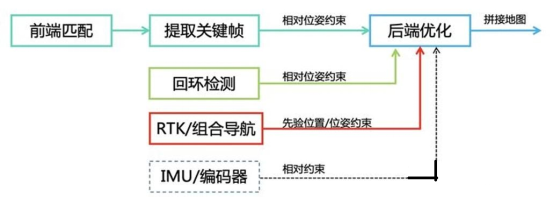 前端匹配
提取关键帧
相对位姿约束
后端优化
拼接地图
回环检测
相对位姿约束
RTK/组合导航
先验位置/位姿约束
IMU/编码器
相对约束